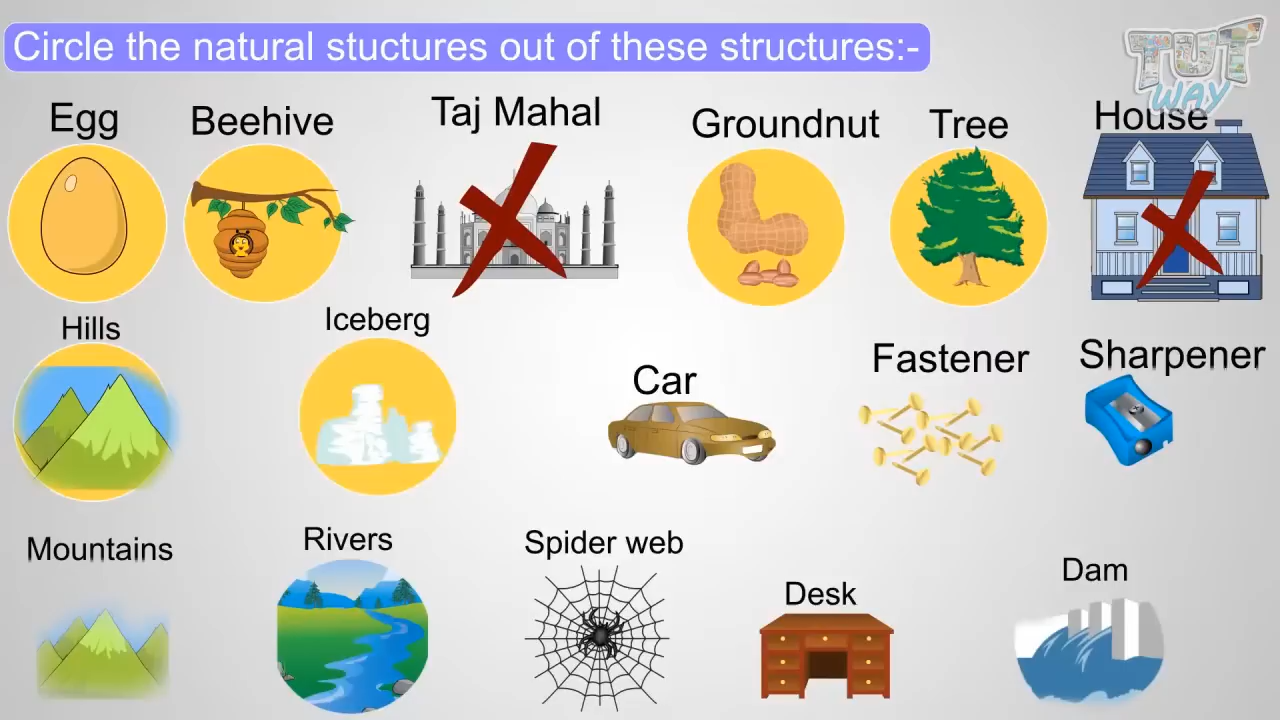 Circle the natural stuctures out of these structures:-
TUT
WAY
Egg
Beehive
Taj Mahal
Groundnut
Tree
House
Hills
Iceberg
Car
Fastener
Sharpener
Mountains
Rivers
Spider web
Desk
Dam